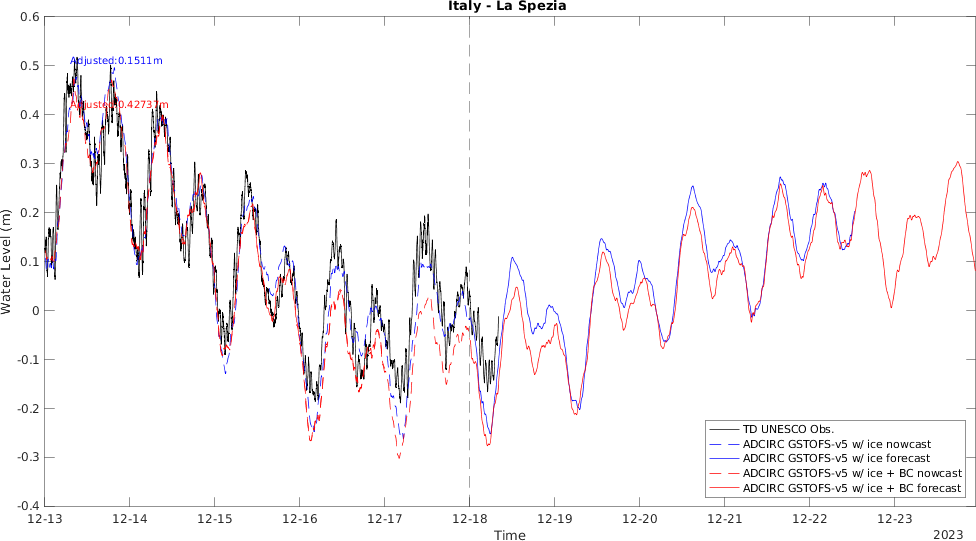 Italy - La Spezia
0.6
0.5
0.4
0.3
0.2
0.1
0
-0.1
-0.2
-0.3
-0.4
Water Level (m)
Adjusted:0.1511m
Adjusted:0.42737m
TD UNESCO Obs.
ADCIRC GSTOFS-v5 w/ ice nowcast
ADCIRC GSTOFS-v5 w/ ice forecast
ADCIRC GSTOFS-v5 w/ ice + BC nowcast
ADCIRC GSTOFS-v5 w/ ice + BC forecast
12-13 12-14 12-15 12-16 12-17 12-18 12-19 12-20 12-21 12-22 12-23
Time
2023